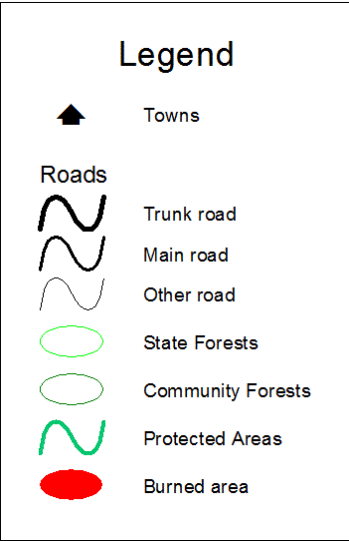 Legend
Towns
Roads
Trunk road
Main road
Other road
State Forests
Community Forests
Protected Areas
Burned area